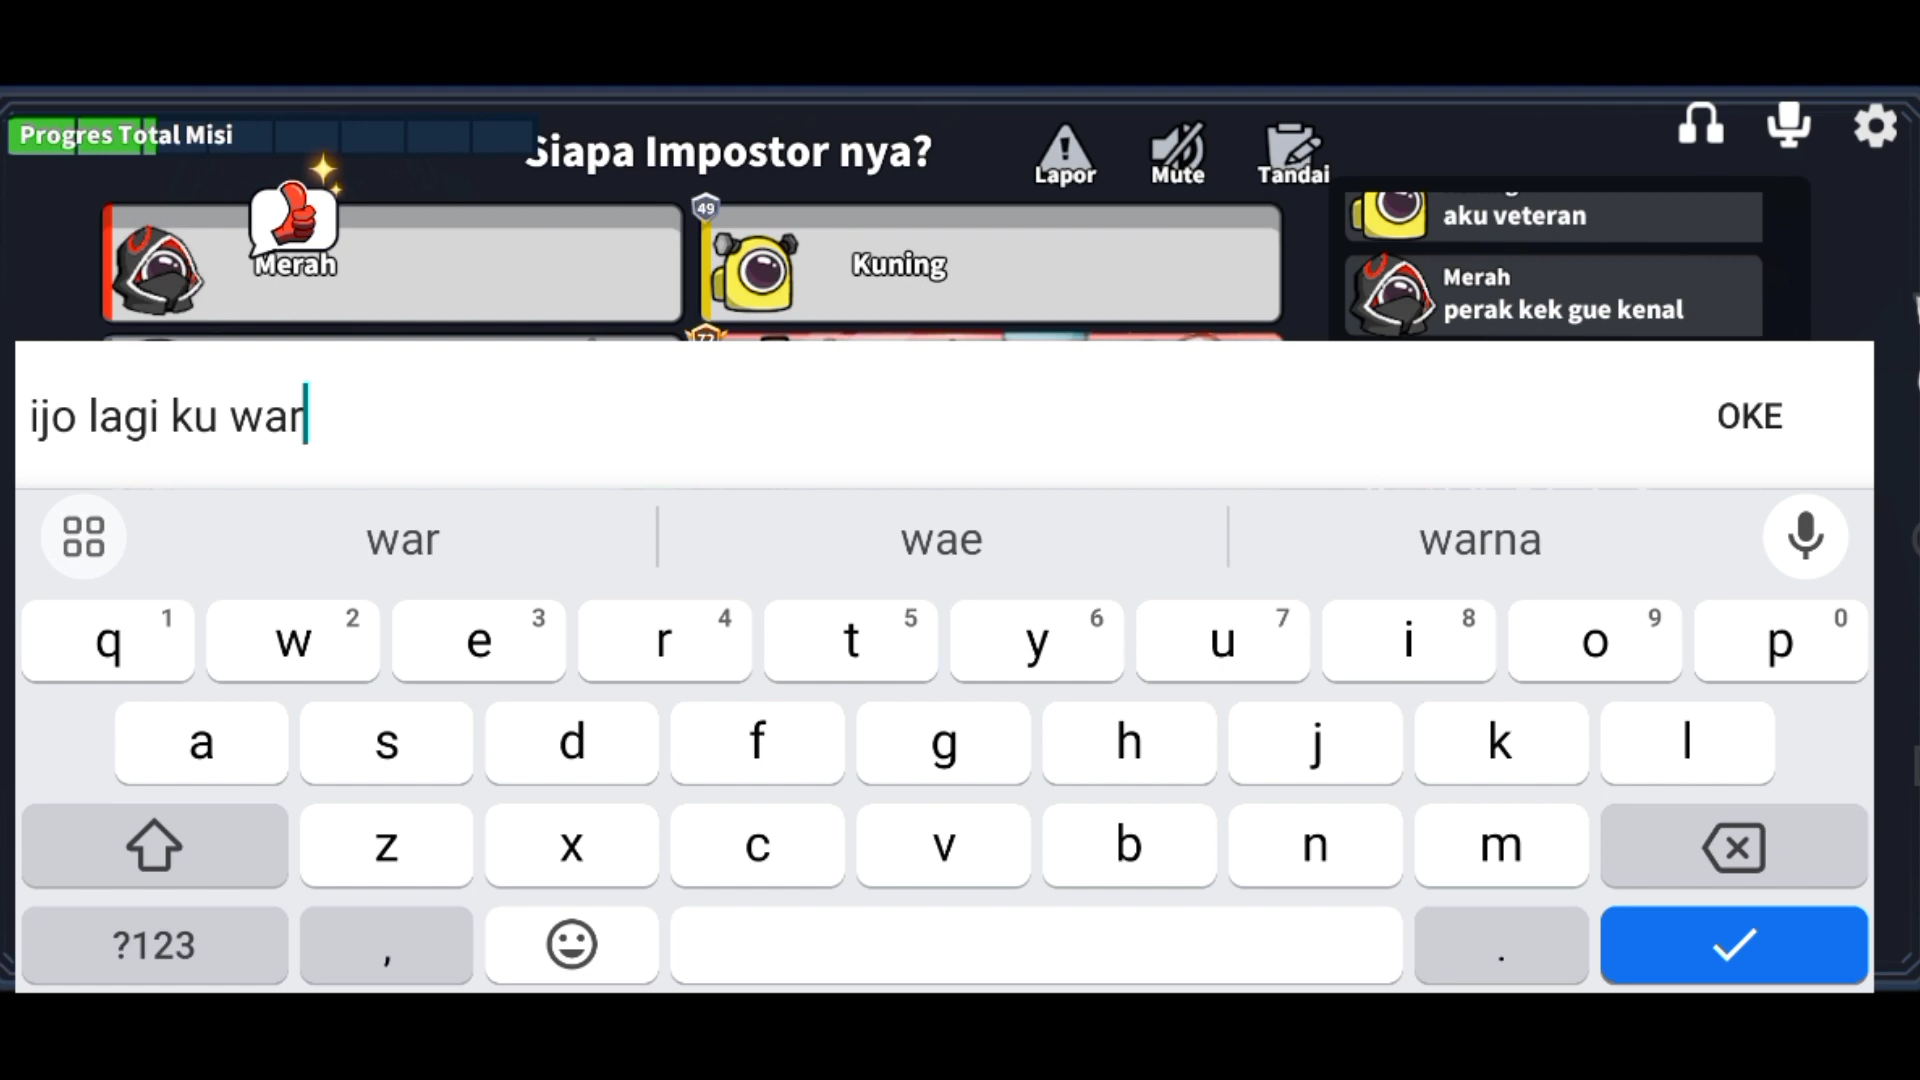 Progres Total Misi
Siapa Impostor nya?
Lapor
Mute
Tandai
Merah
49
Kuning
72
aku veteran
Merah
perak kek gue kenal
ijo lagi ku war
OKE
war
wae
warna
q 1 w 2 e 3 r 4 t 5 y 6 u 7 i 8 o 9 p 0
a s d f g h j k l
z x c v b n m
?123 , .